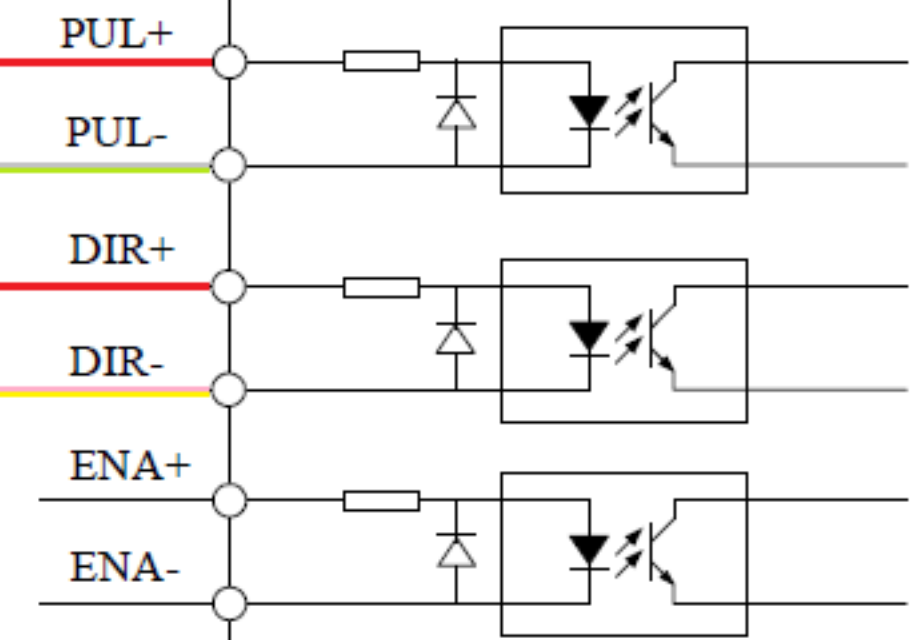 PUL+
PUL-
DIR+
DIR-
ENA+
ENA-